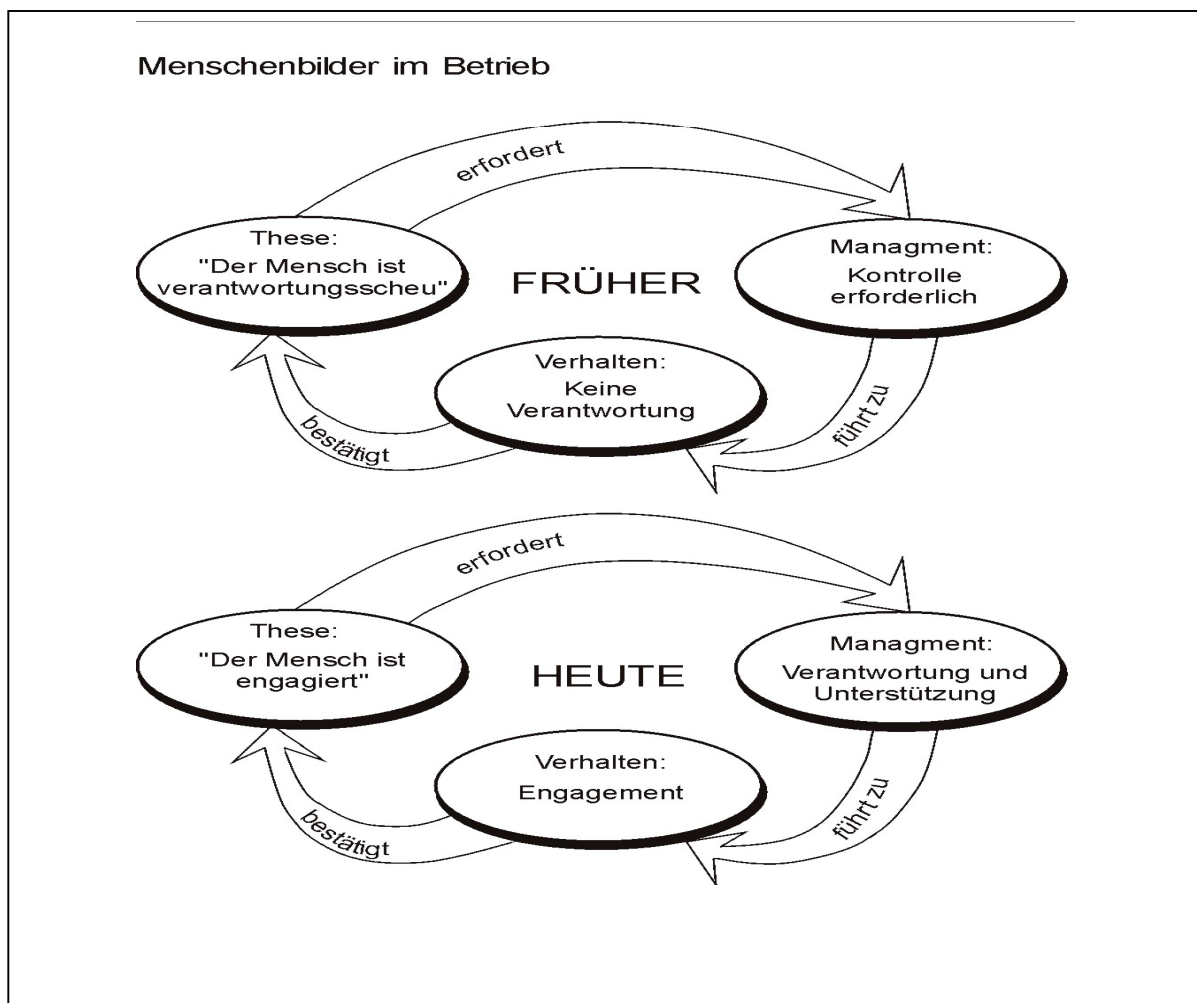 Menschenbilder im Betrieb
erfordert
These:
"Der Mensch ist
verantwortungsscheu"
FRÜHER
Managment:
Kontrolle
erforderlich
Verhalten:
Keine
Verantwortung
führt zu
bestätigt
erfordert
These:
"Der Mensch ist
engagiert"
HEUTE
Managment:
Verantwortung und
Unterstützung
Verhalten:
Engagement
führt zu
bestätigt